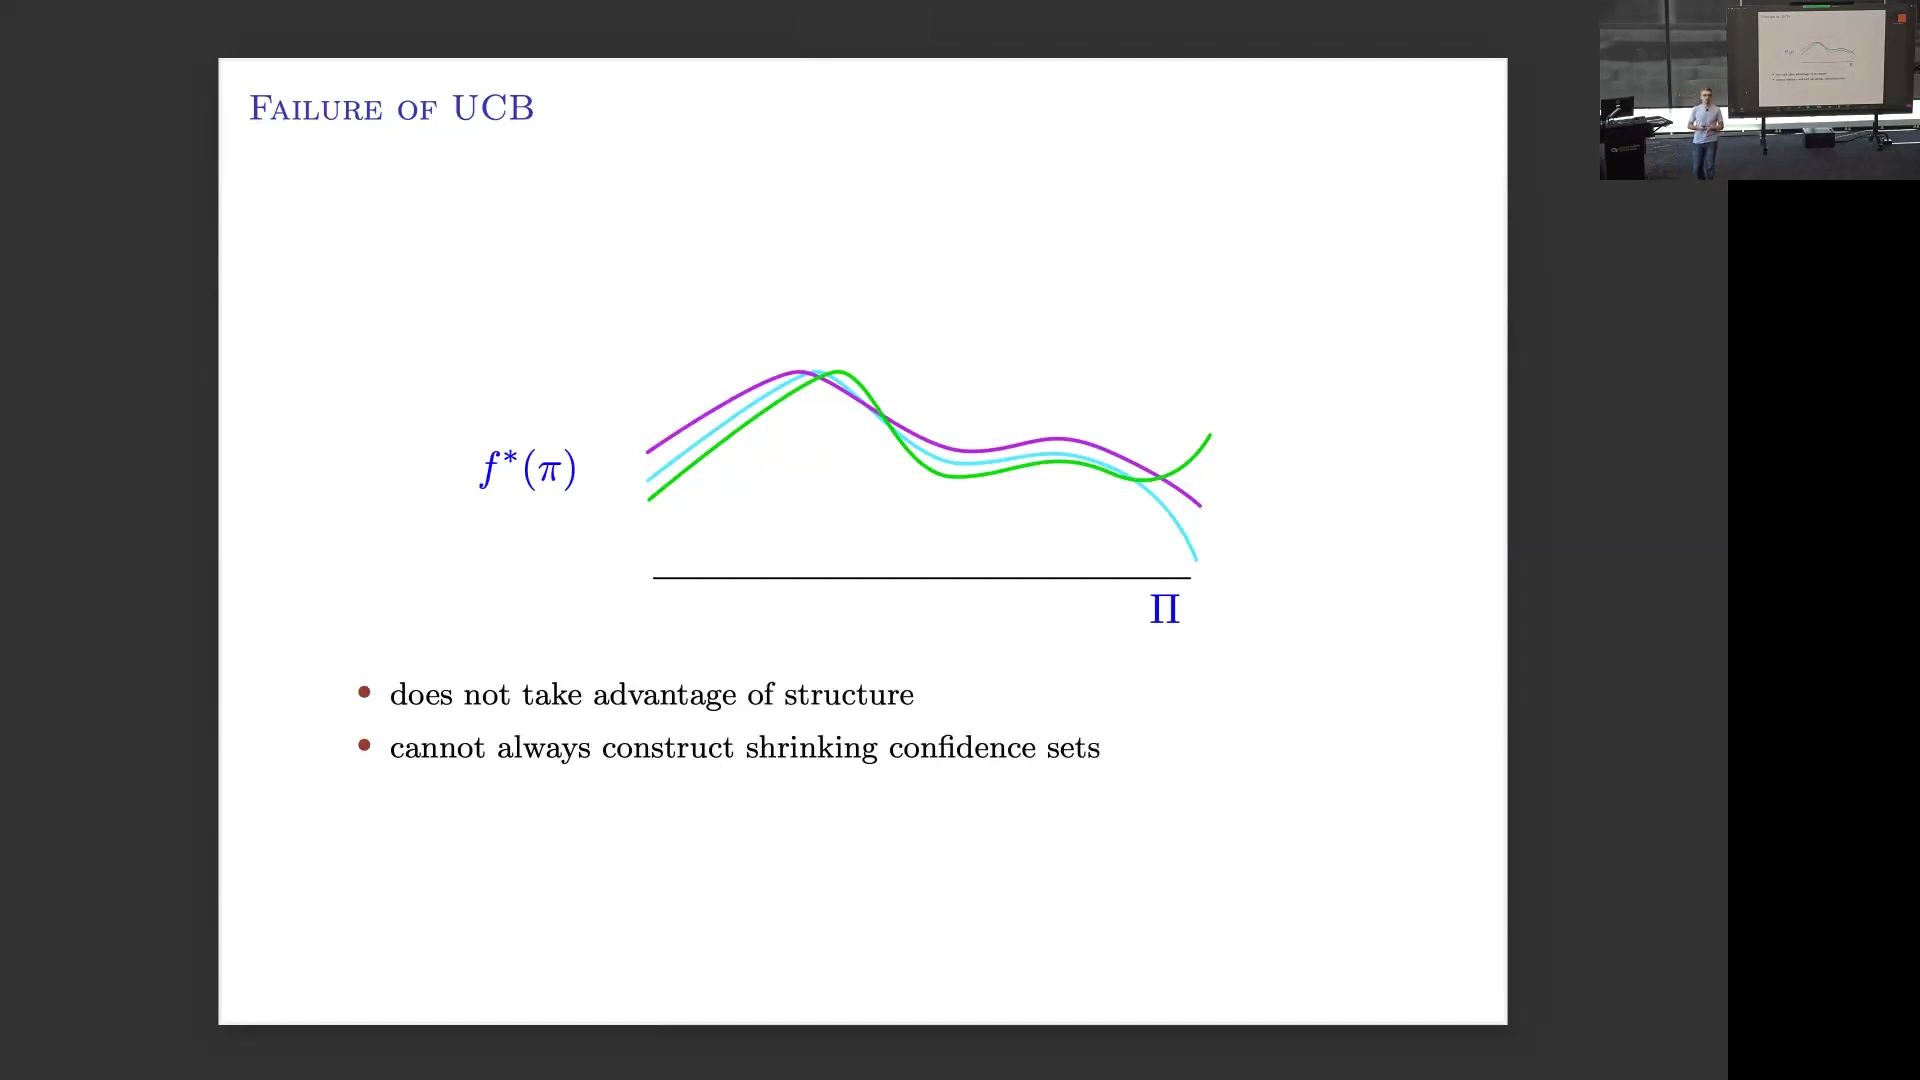 Failure of UCB
f*(π)
Π
• does not take advantage of structure
• cannot always construct shrinking confidence sets